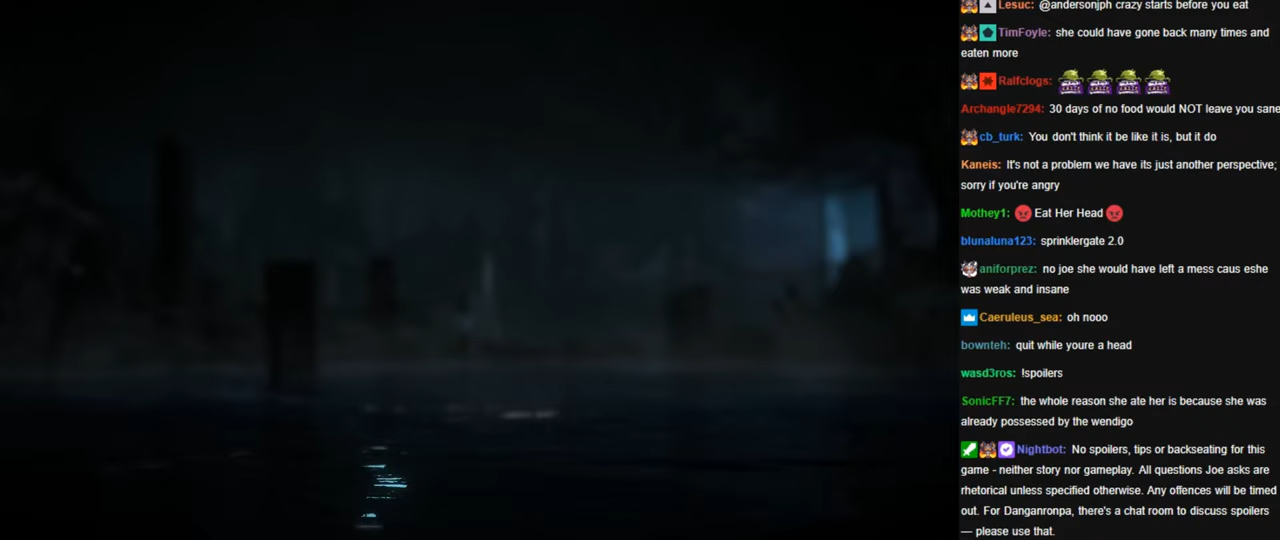 Lesuc: @andersonjph crazy starts before you eat
TimFoyle: she could have gone back many times and
eaten more
Ralfclogs:
Archangle7294: 30 days of no food would NOT leave you sane
cb_turk: You don't think it be like it is, but it do
Kaneis: It's not a problem we have its just another perspective;
sorry if you're angry
Mothey1: Eat Her Head
blunaluna123: sprinklergate 2.0
aniforprez: no joe she would have left a mess caus eshe
was weak and insane
Caeruleus_sea: oh nooo
bownteh: quit while youre a head
wasd3ros: !spoilers
SonicFF7: the whole reason she ate her is because she was
already possessed by the wendigo
Nightbot: No spoilers, tips or backseating for this
game - neither story nor gameplay. All questions Joe asks are
rhetorical unless specified otherwise. Any offences will be timed
out. For Danganronpa, there's a chat room to discuss spoilers
— please use that.